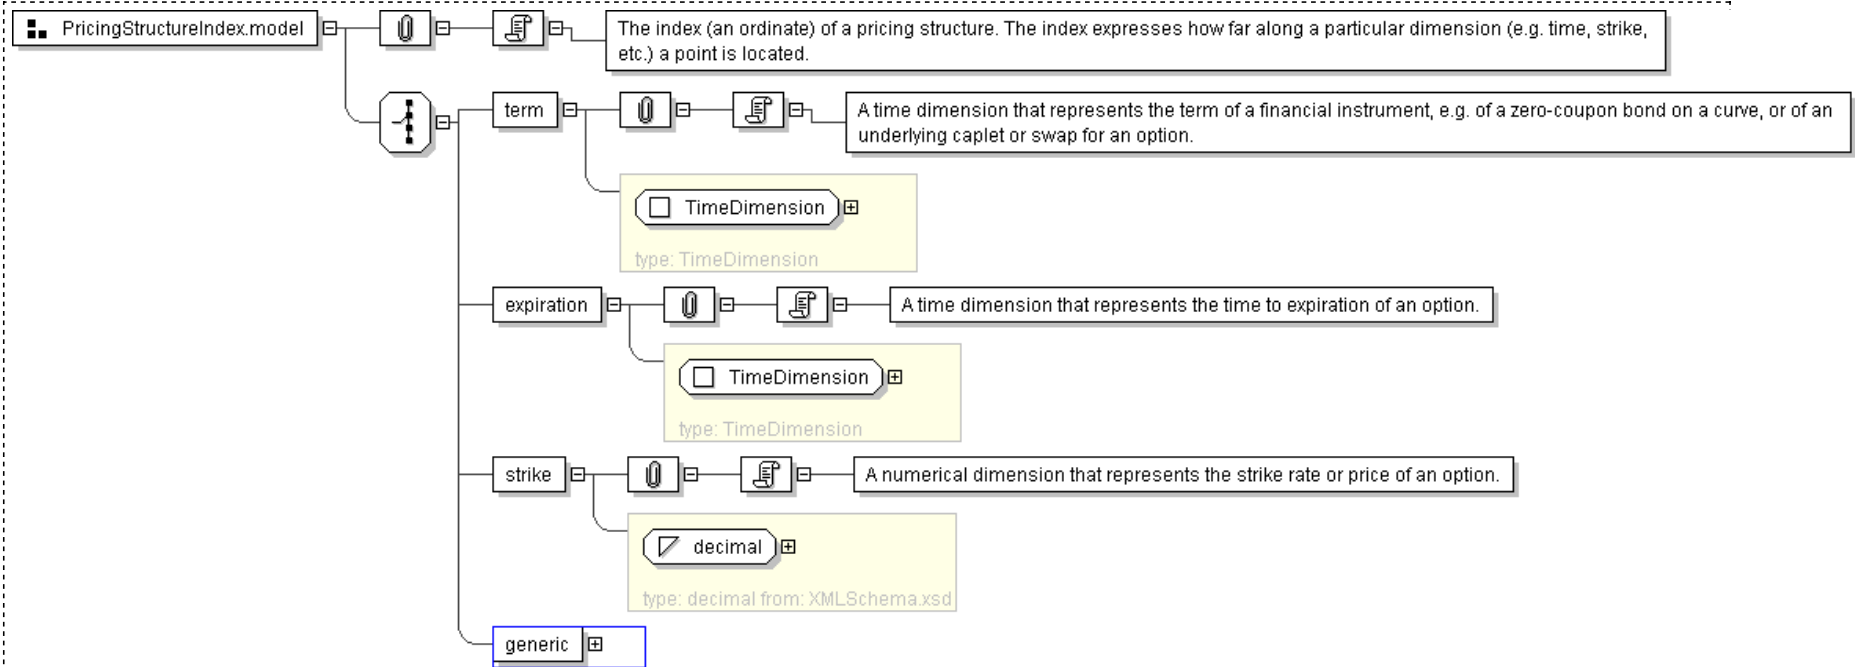 PricingStructureIndex.model
The index (an ordinate) of a pricing structure. The index expresses how far along a particular dimension (e.g. time, strike,
etc.) a point is located.
term
A time dimension that represents the term of a financial instrument, e.g. of a zero-coupon bond on a curve, or of an
underlying caplet or swap for an option.
TimeDimension
type: TimeDimension
expiration
A time dimension that represents the time to expiration of an option.
TimeDimension
type: TimeDimension
strike
A numerical dimension that represents the strike rate or price of an option.
decimal
type: decimal from: XMLSchema.xsd
generic